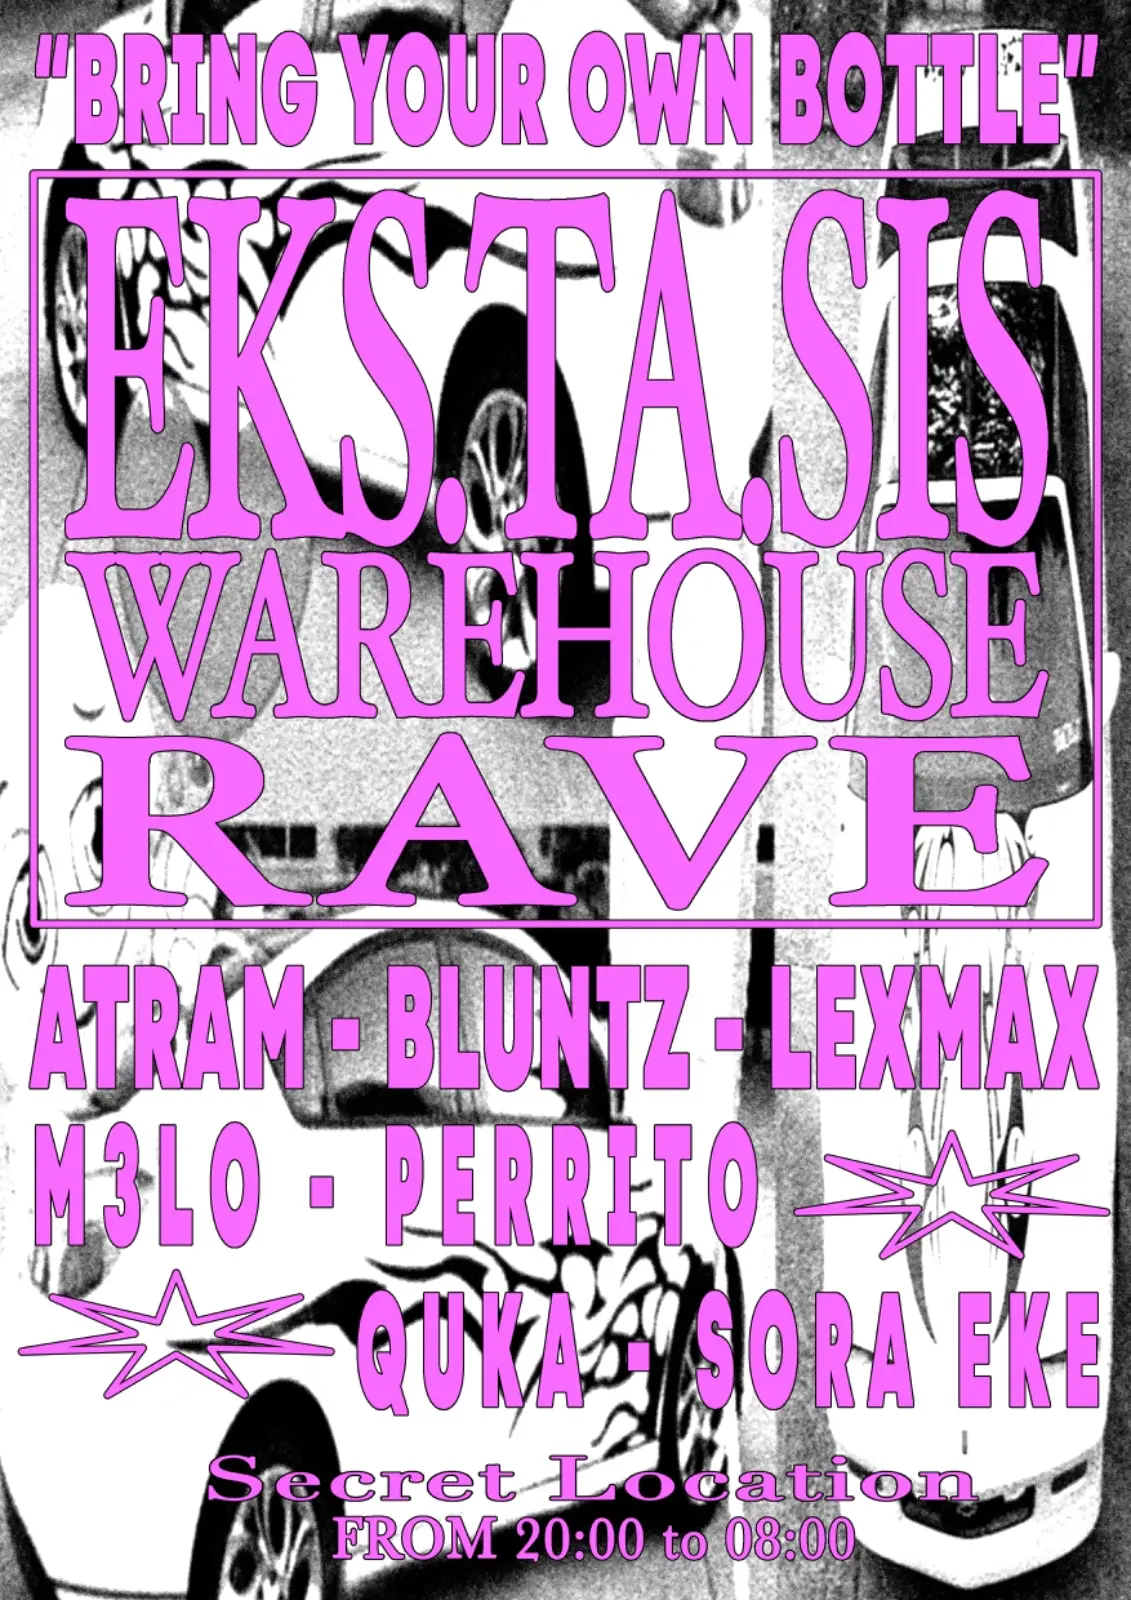 “BRING YOUR OWN BOTTLE”
EKS.TA.SIS
WAREHOUSE
RAVE
ATRAM - BLUNTZ - LEXMAX
M3LO - PERRITO
QUKA - SORA EKE
Secret Location
FROM 20:00 to 08:00